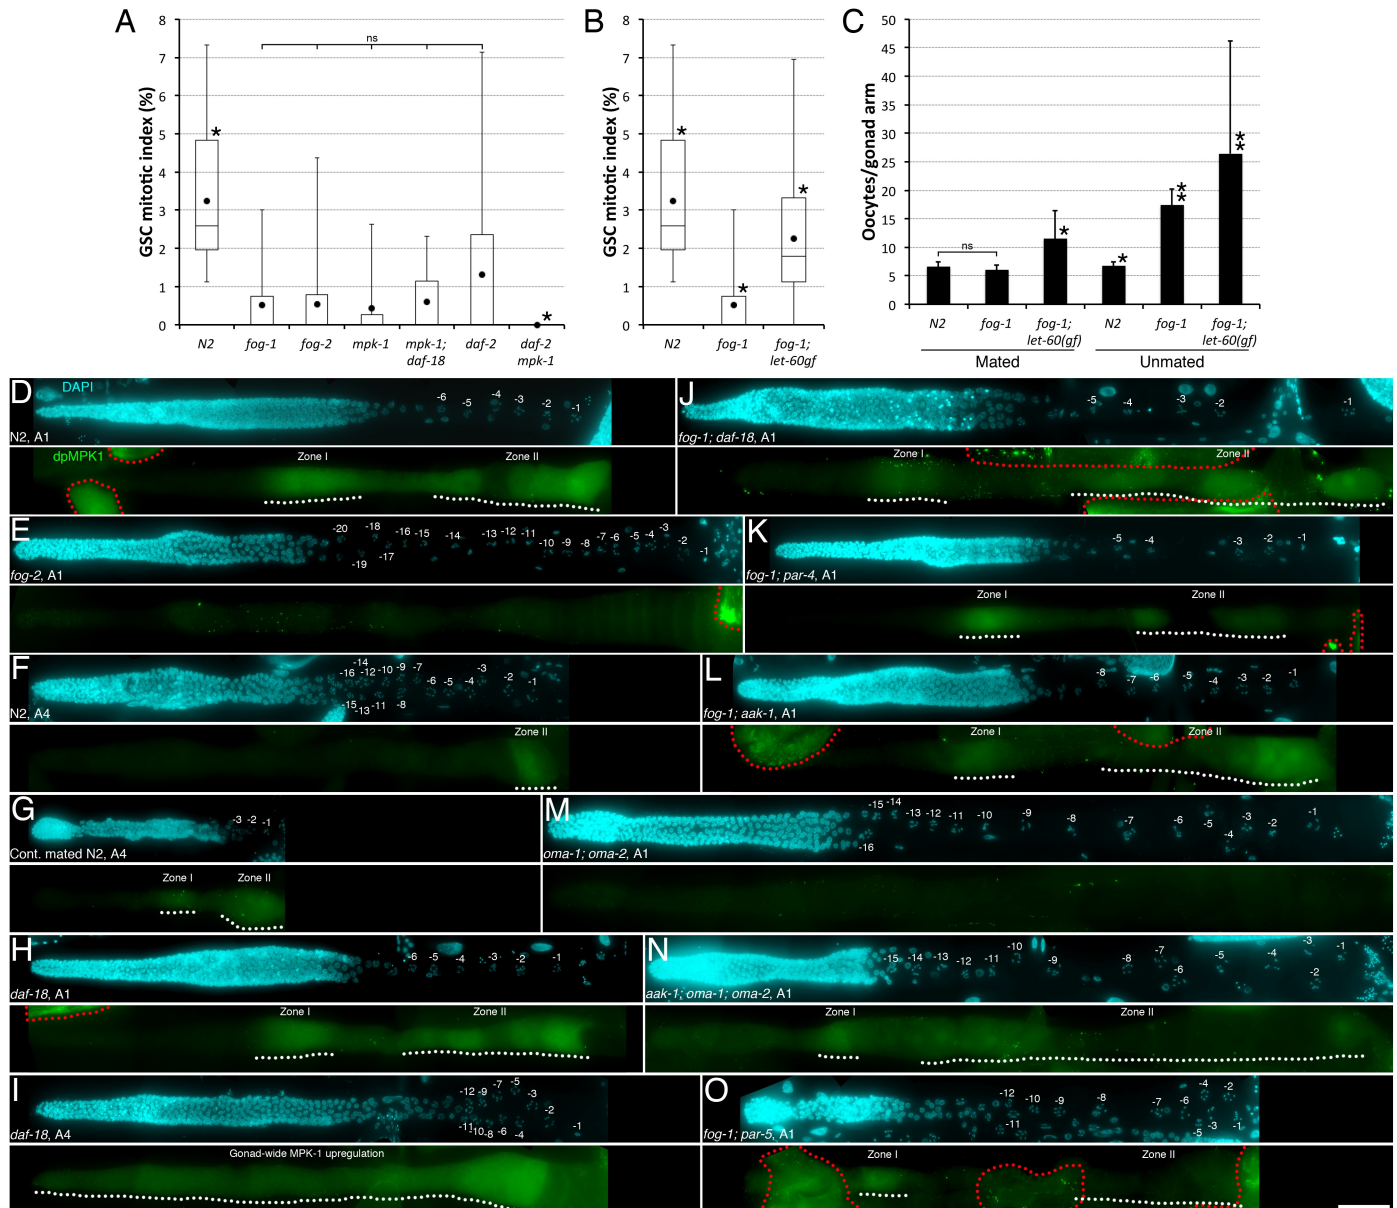 A
GSC mitotic index (%)
8
7
6
5
4
3
2
1
0
ns
*
*
N2
fog-1
fog-2
mpk-1
mpk-1;
daf-18
daf-2
daf-2
mpk-1
B
GSC mitotic index (%)
8
7
6
5
4
3
2
1
0
*
*
*
N2
fog-1
fog-1;
let-60gf
C
Oocytes/gonad arm
50
45
40
35
30
25
20
15
10
5
0
ns
*
*
**
**
N2
fog-1
fog-1;
let-60(gf)
N2
fog-1
fog-1;
let-60(gf)
Mated
Unmated
D
DAPI
-6 -5 -4 -3 -2 -1
N2, A1
dpMPK1
Zone I
Zone II
J
-5 -4 -3 -2 -1
fog-1; daf-18, A1
Zone I
Zone II
E
-20 -19 -18 -17 -16 -15 -14 -13 -12 -11 -10 -9 -8 -7 -6 -5 -4 -3 -2 -1
fog-2, A1
K
-5 -4 -3 -2 -1
fog-1; par-4, A1
Zone I
Zone II
F
-16 -15 -14 -13 -12 -11 -10 -9 -8 -7 -6 -5 -4 -3 -2 -1
N2, A4
Zone II
L
-8 -7 -6 -5 -4 -3 -2 -1
fog-1; aak-1, A1
Zone I
Zone II
G
-3 -2 -1
Cont. mated N2, A4
Zone I
Zone II
M
-16 -15 -14 -13 -12 -11 -10 -9 -8 -7 -6 -5 -4 -3 -2 -1
oma-1; oma-2, A1
H
-6 -5 -4 -3 -2 -1
daf-18, A1
Zone I
Zone II
N
-15 -14 -13 -12 -11 -10 -9 -8 -7 -6 -5 -4 -3 -2 -1
aak-1; oma-1; oma-2, A1
Zone I
Zone II
I
-12 -11 -10 -9 -8 -7 -6 -5 -4 -3 -2 -1
daf-18, A4
Gonad-wide MPK-1 upregulation
O
-12 -11 -10 -9 -8 -7 -6 -5 -4 -3 -2 -1
fog-1; par-5, A1
Zone I
Zone II